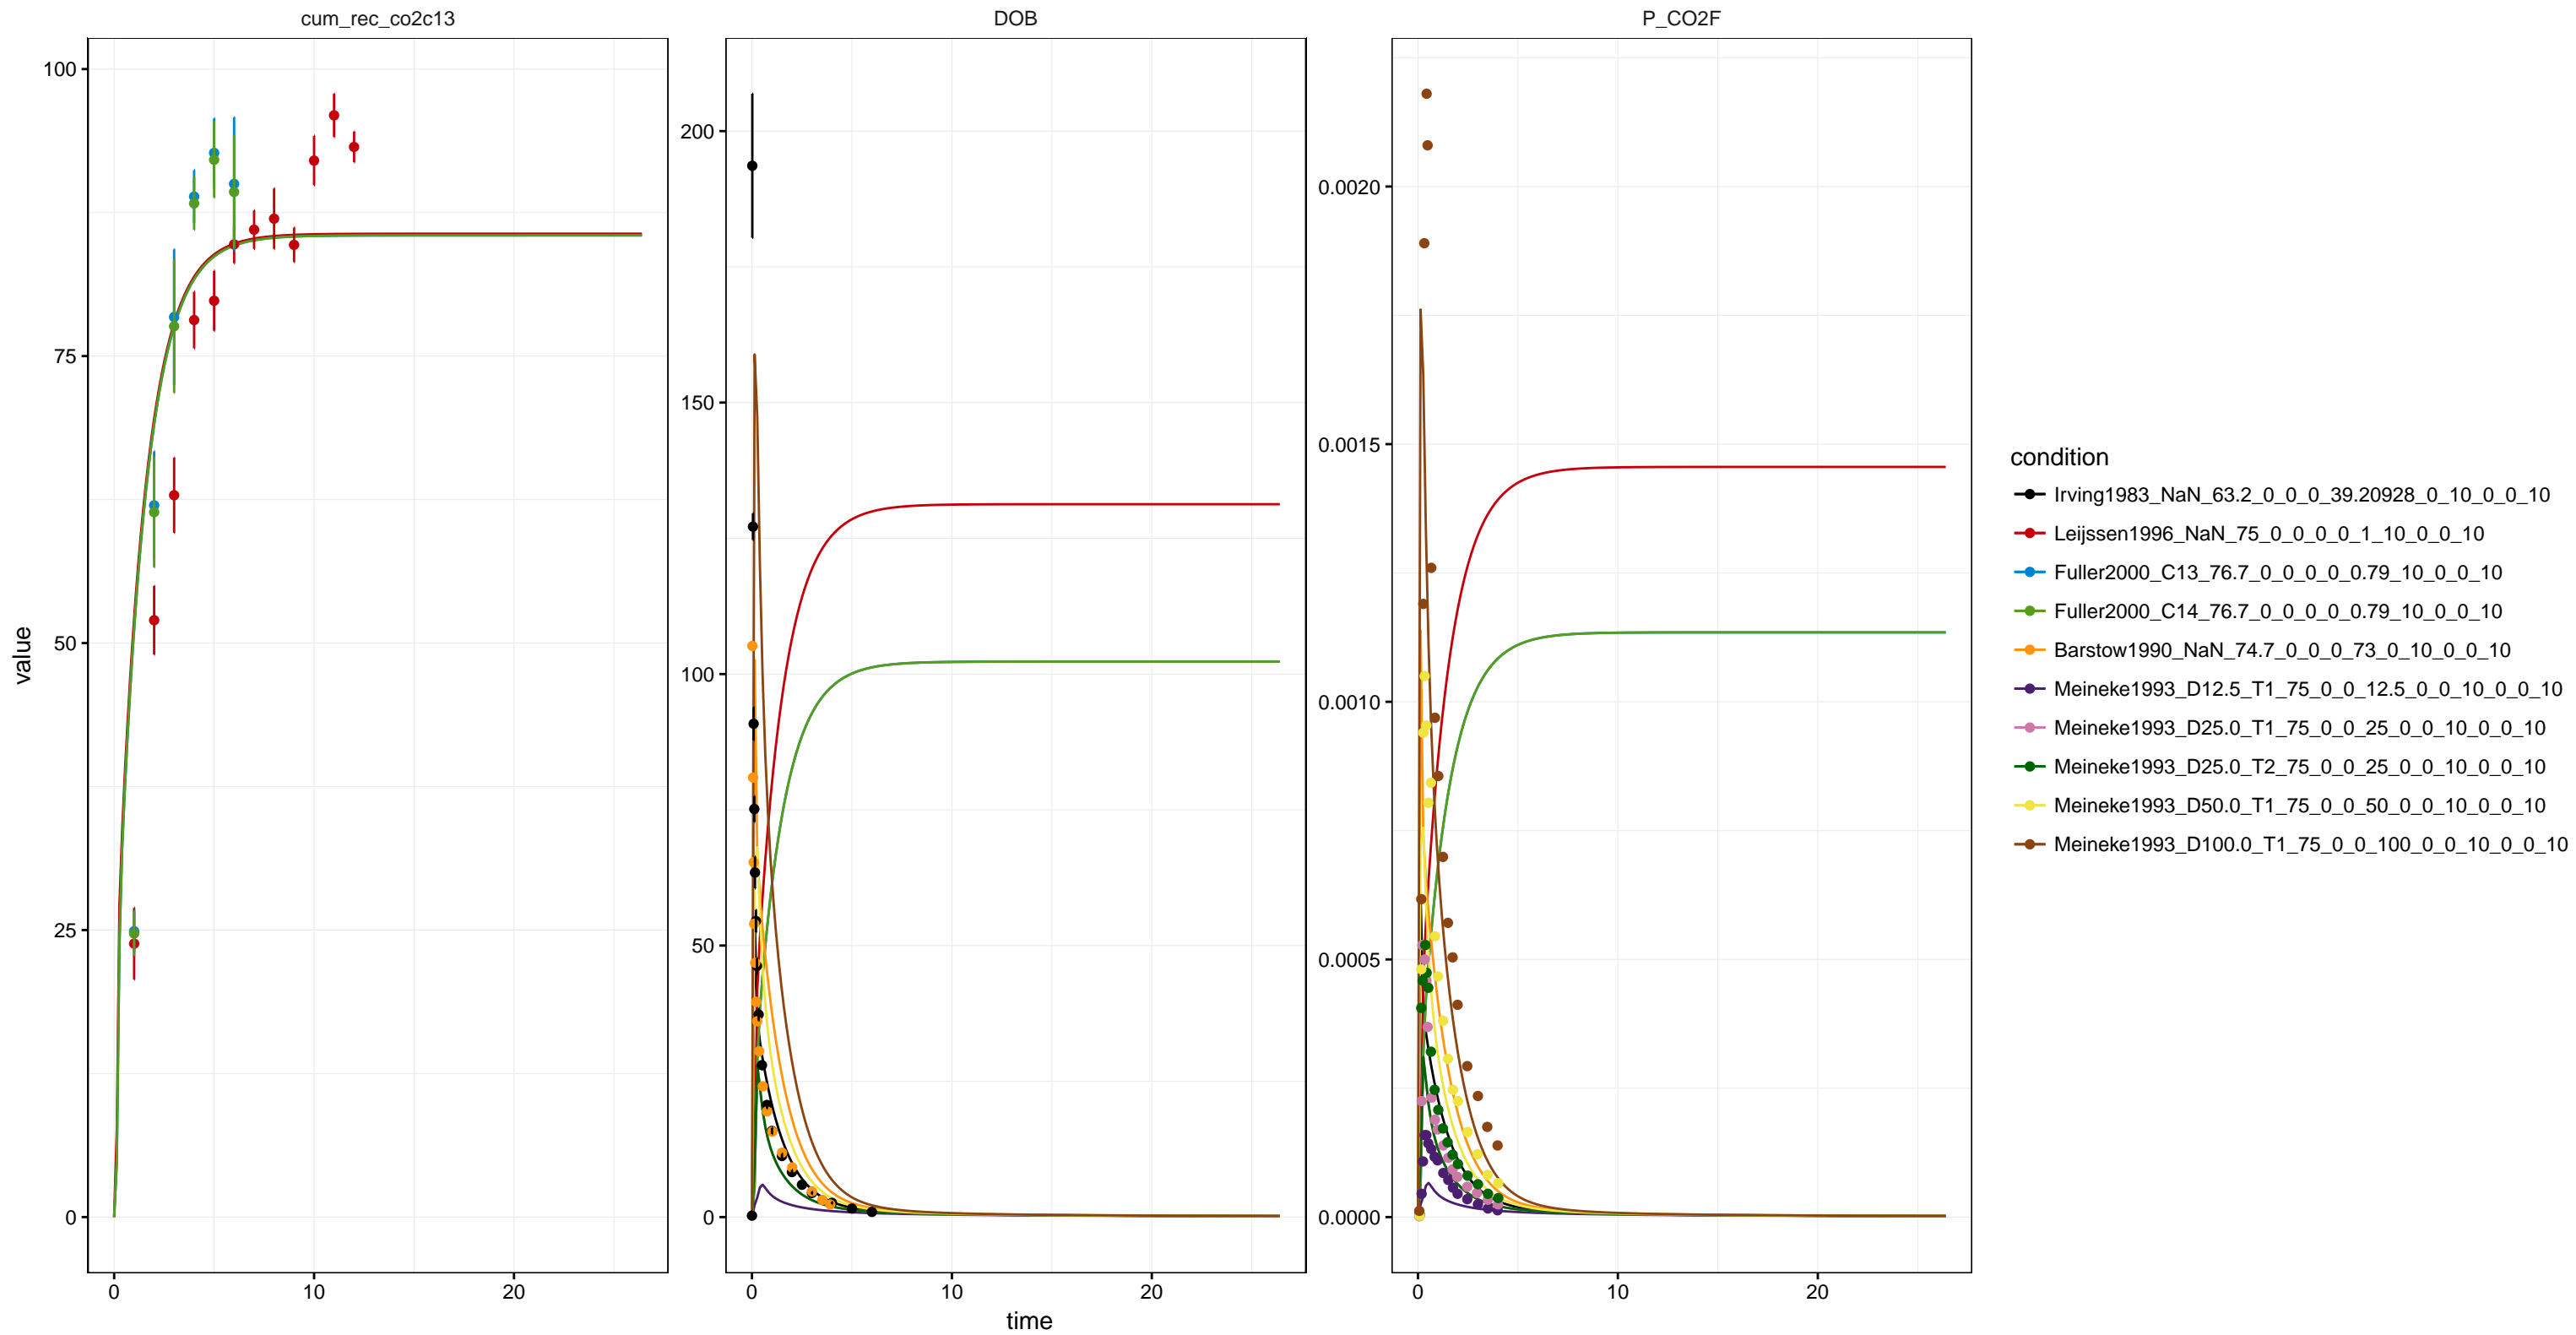 cum_rec_co2c13
DOB
P_CO2F
value
100
75
50
25
0
0
10
20
200
150
100
50
0
0
10
20
time
0.0020
0.0015
0.0010
0.0005
0.0000
0
10
20
condition
Irving1983_NaN_63.2_0_0_0_39.20928_0_10_0_0_10
Leijssen1996_NaN_75_0_0_0_0_1_10_0_0_10
Fuller2000_C13_76.7_0_0_0_0_0.79_10_0_0_10
Fuller2000_C14_76.7_0_0_0_0_0.79_10_0_0_10
Barstow1990_NaN_74.7_0_0_0_73_0_10_0_0_10
Meineke1993_D12.5_T1_75_0_0_12.5_0_0_10_0_0_10
Meineke1993_D25.0_T1_75_0_0_25_0_0_10_0_0_10
Meineke1993_D25.0_T2_75_0_0_25_0_0_10_0_0_10
Meineke1993_D50.0_T1_75_0_0_50_0_0_10_0_0_10
Meineke1993_D100.0_T1_75_0_0_100_0_0_10_0_0_10